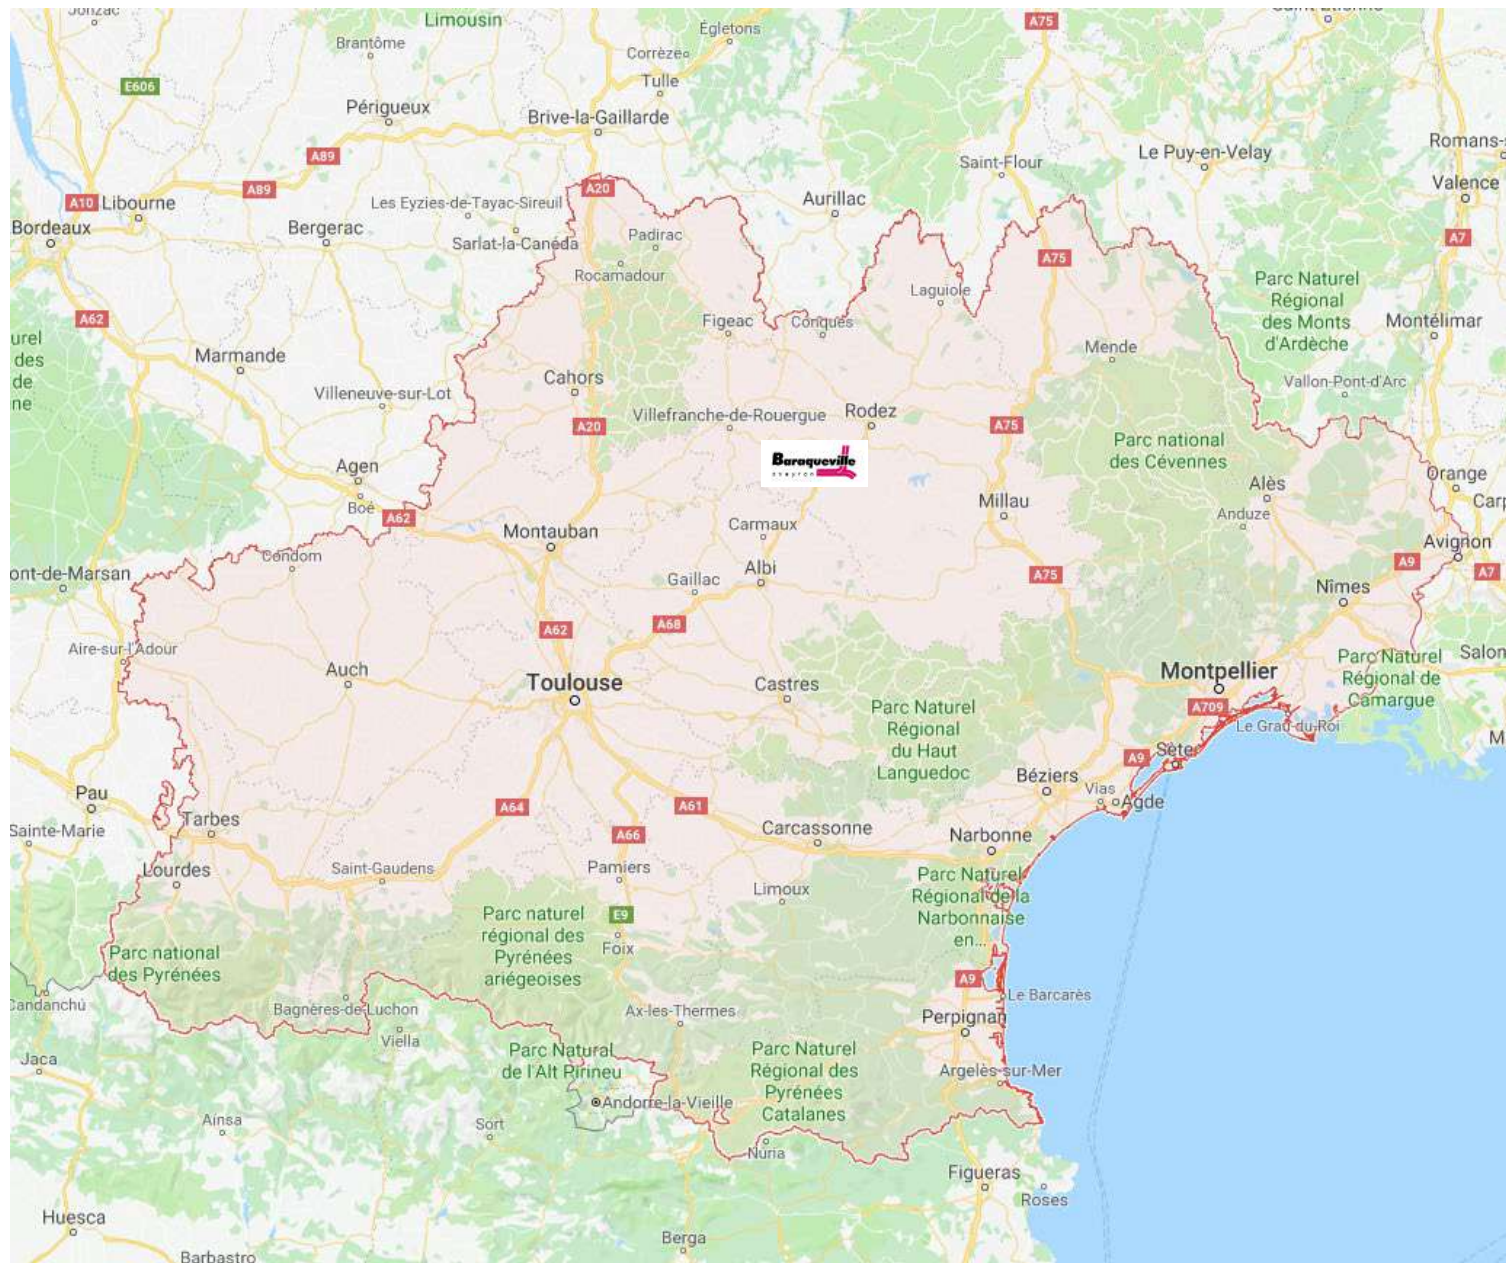 Limousin
Égletons
A75
Brantôme
Corrèze
Tulle
E606
Périgueux
Brive-la-Gaillarde
A89
Saint-Flour
Le Puy-en-Velay
A89
A20
A10
Libourne
Les Eyzies-de-Tayac-Sireuil
Aurillac
Valence
Bordeaux
Bergerac
Sarlat-la-Canéda
Padirac
A7
A75
Rocamadour
Laguiole
Parc Naturel
Régional
des Monts
d'Ardèche
A62
Figeac
Conques
Montélimar
Marmande
Mende
Cahors
Vallon-Pont-d'Arc
Villeneuve-sur-Lot
Villefranche-de-Rouergue
Rodez
A20
A75
Parc national
des Cévennes
Baraqueville
aveyron
Agen
Boé
Orange
Alès
Millau
Anduze
A62
Montauban
Carmaux
Avignon
Condom
A9
A7
Gaillac
Albi
A75
Nîmes
A62
A68
Aire-sur-l'Adour
Auch
Toulouse
Castres
Montpellier
Parc Naturel
Régional de
Camargue
A709
Le Grau-du-Roi
Parc Naturel
Régional
du Haut
Languedoc
Sète
A9
Béziers
Vias
Agde
Pau
A64
A61
Tarbes
A66
Carcassonne
Narbonne
Sainte-Marie
Lourdes
Saint-Gaudens
Pamiers
Limoux
Parc Naturel
Régional de la
Narbonnaise
en...
Parc naturel
régional des
Pyrénées
ariégeoises
E9
Foix
Parc national
des Pyrénées
A9
Le Barcarès
Candanchú
Bagnères-de-Luchon
Ax-les-Thermes
Perpignan
Viella
Parc Natural
de l'Alt Pirineu
Parc Naturel
Régional des
Pyrénées
Catalanes
Argelès-sur-Mer
Jaca
Andorre-la-Vieille
Aínsa
Sort
Núria
Figueras
Roses
Huesca
Berga
Barbastro